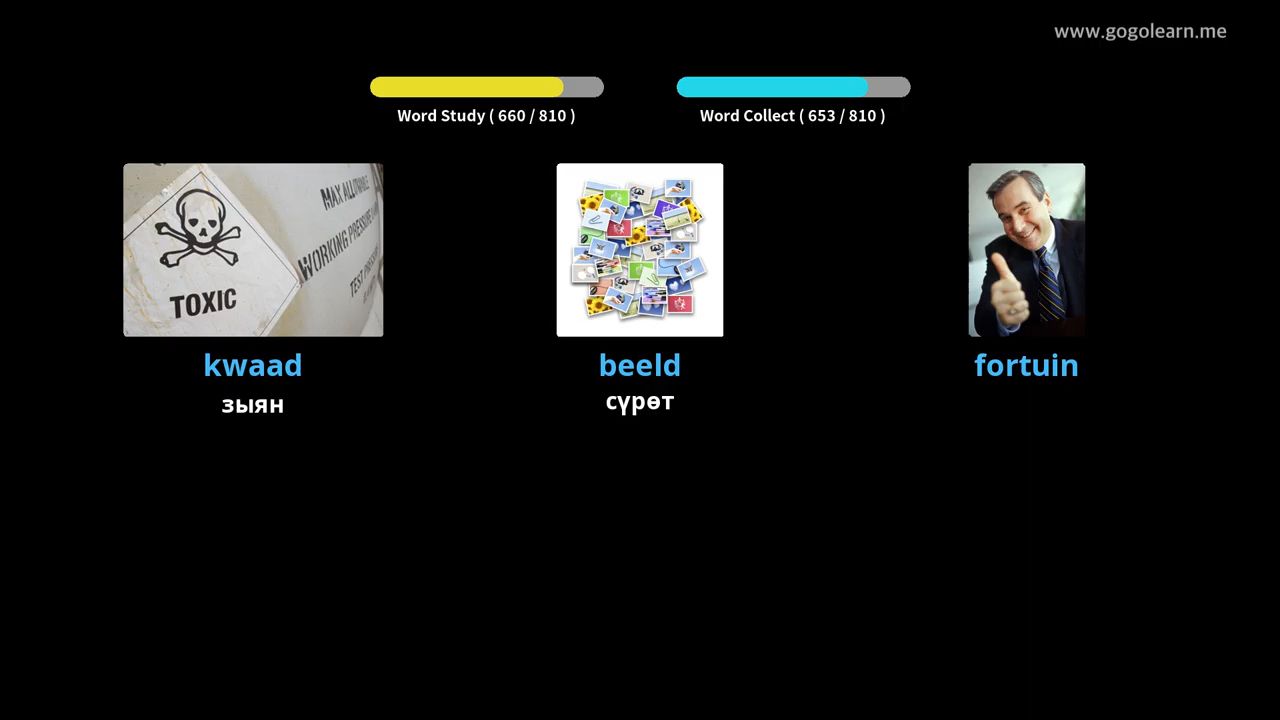 www.gogolearn.me
Word Study ( 660 / 810 )
Word Collect ( 653 / 810 )
MAX ALLOWABLE
WORKING PRESSURE
TEST PRESSURE
TOXIC
kwaad
beeld
fortuin
зыян
сүрөт